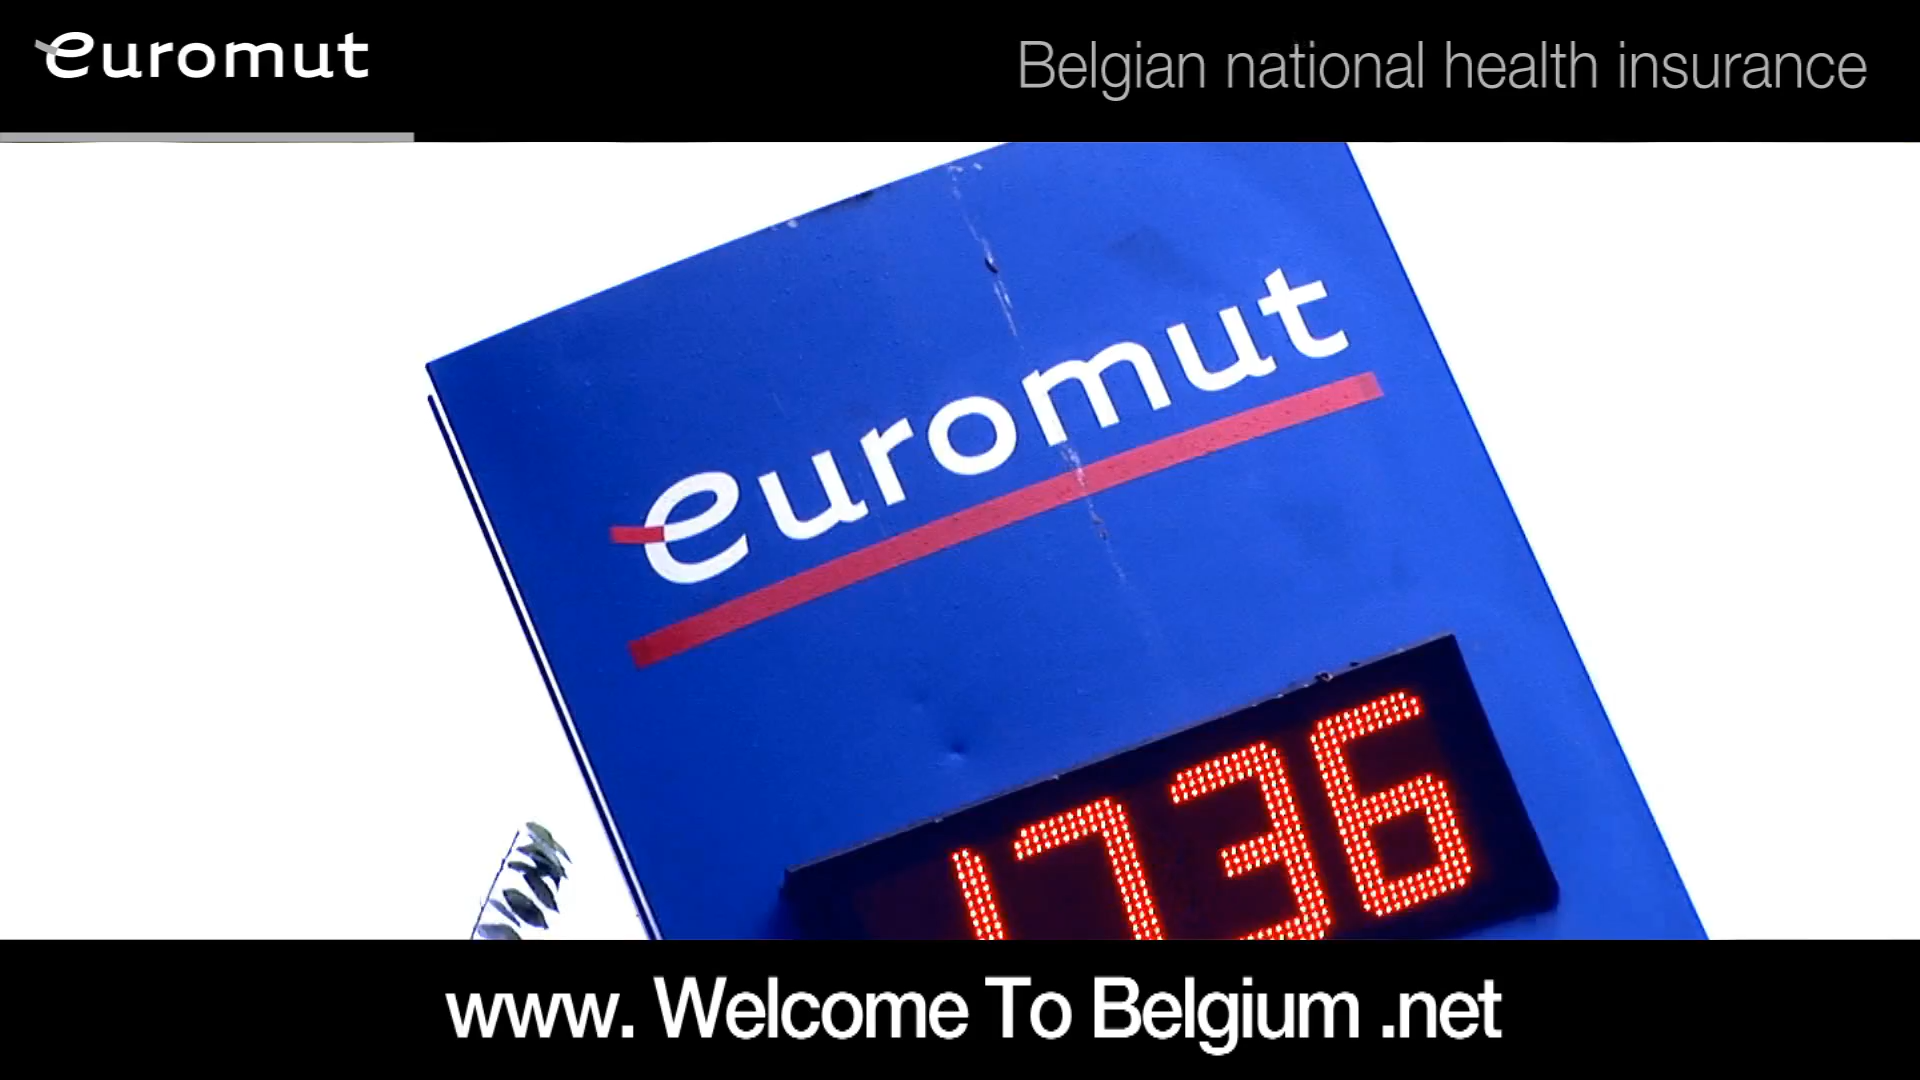 euromut
Belgian national health insurance
euromut
1736
www. Welcome To Belgium .net